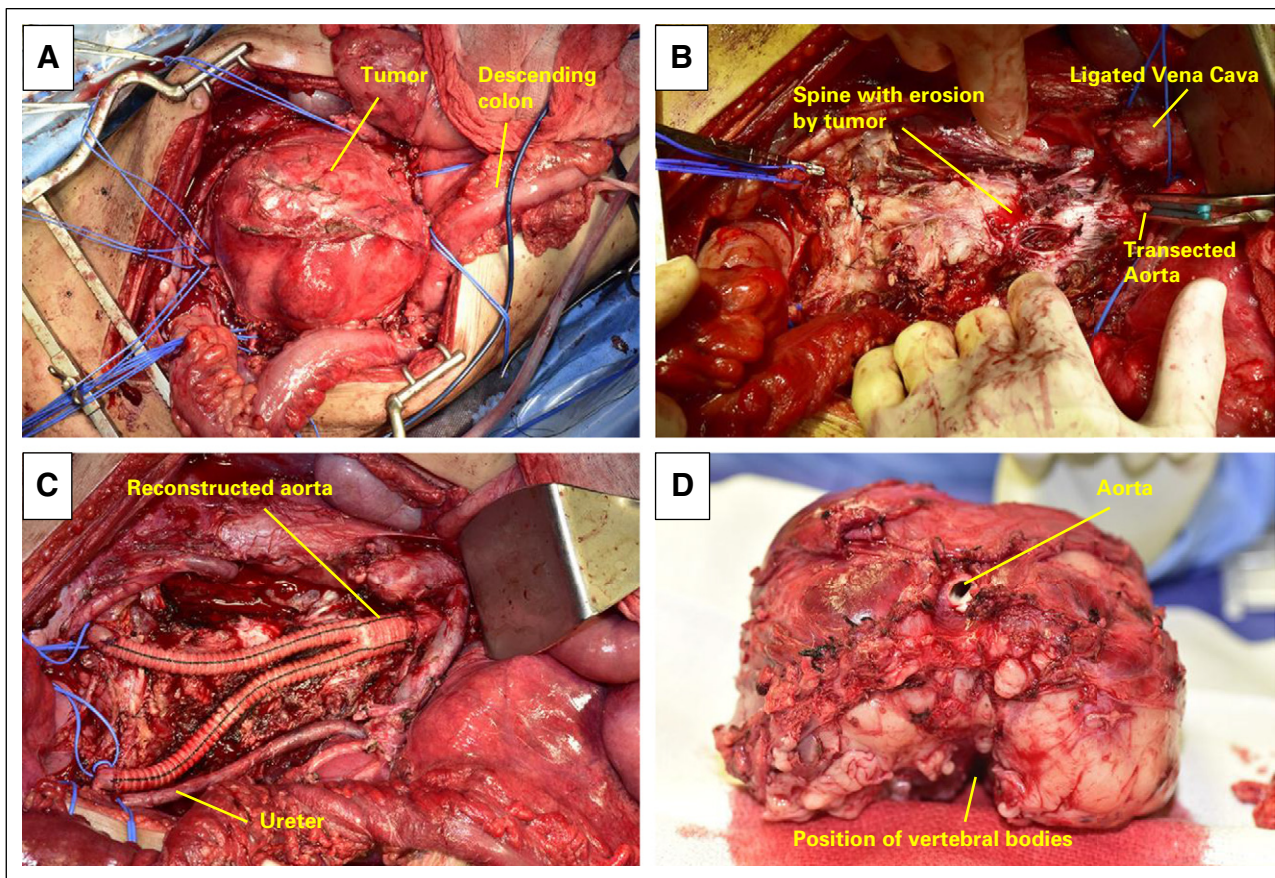 A
Tumor
Descending
colon
B
Ligated Vena Cava
Spine with erosion
by tumor
Transected
Aorta
C
Reconstructed aorta
Ureter
D
Aorta
Position of vertebral bodies